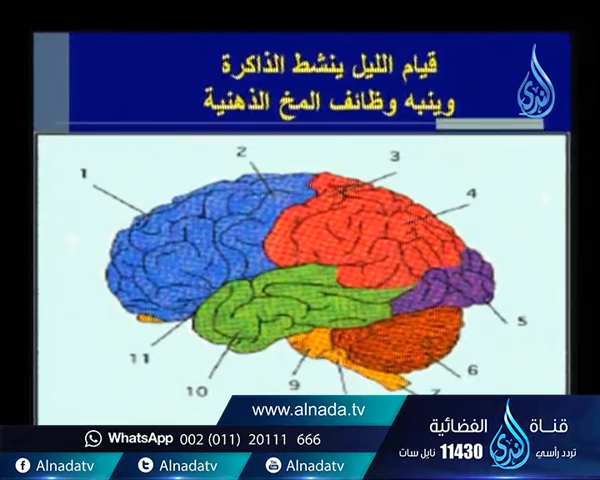 قيام الليل ينشط الذاكرة
وينبه وظائف المخ الذهنية
الندى
1
2
3
4
5
6
9
10
11
www.alnada.tv
WhatsApp 002 (011) 20111 666
Alnadatv
Alnadatv
Alnadatv
قناة الندى الفضائية
تردد رأسي 11430 نايل سات